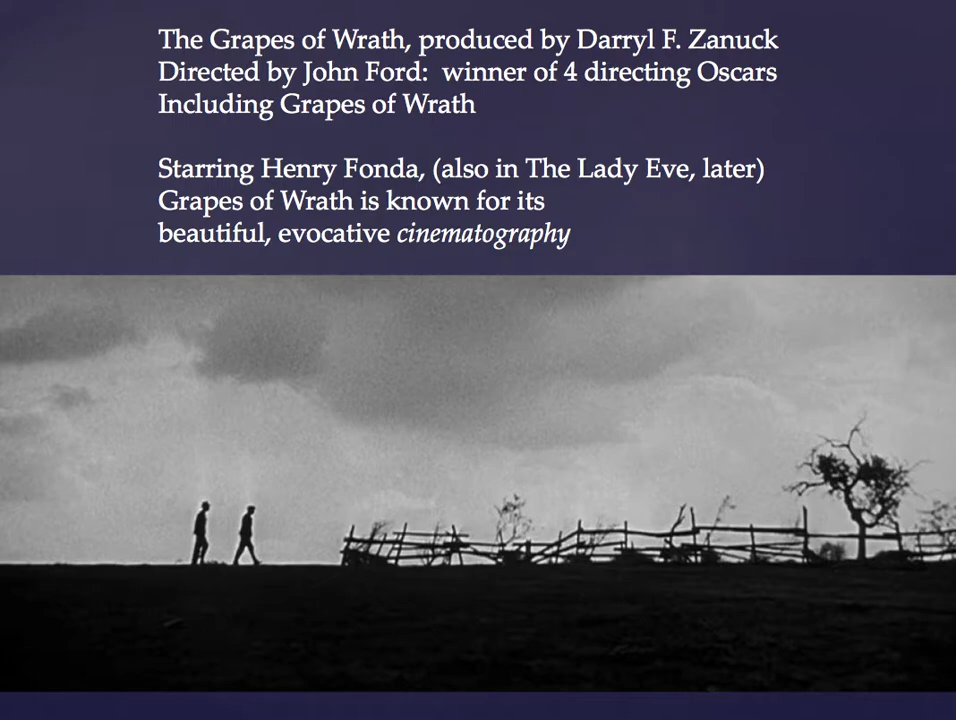 The Grapes of Wrath, produced by Darryl F. Zanuck
Directed by John Ford:  winner of 4 directing Oscars
Including Grapes of Wrath
Starring Henry Fonda, (also in The Lady Eve, later)
Grapes of Wrath is known for its
beautiful, evocative cinematography